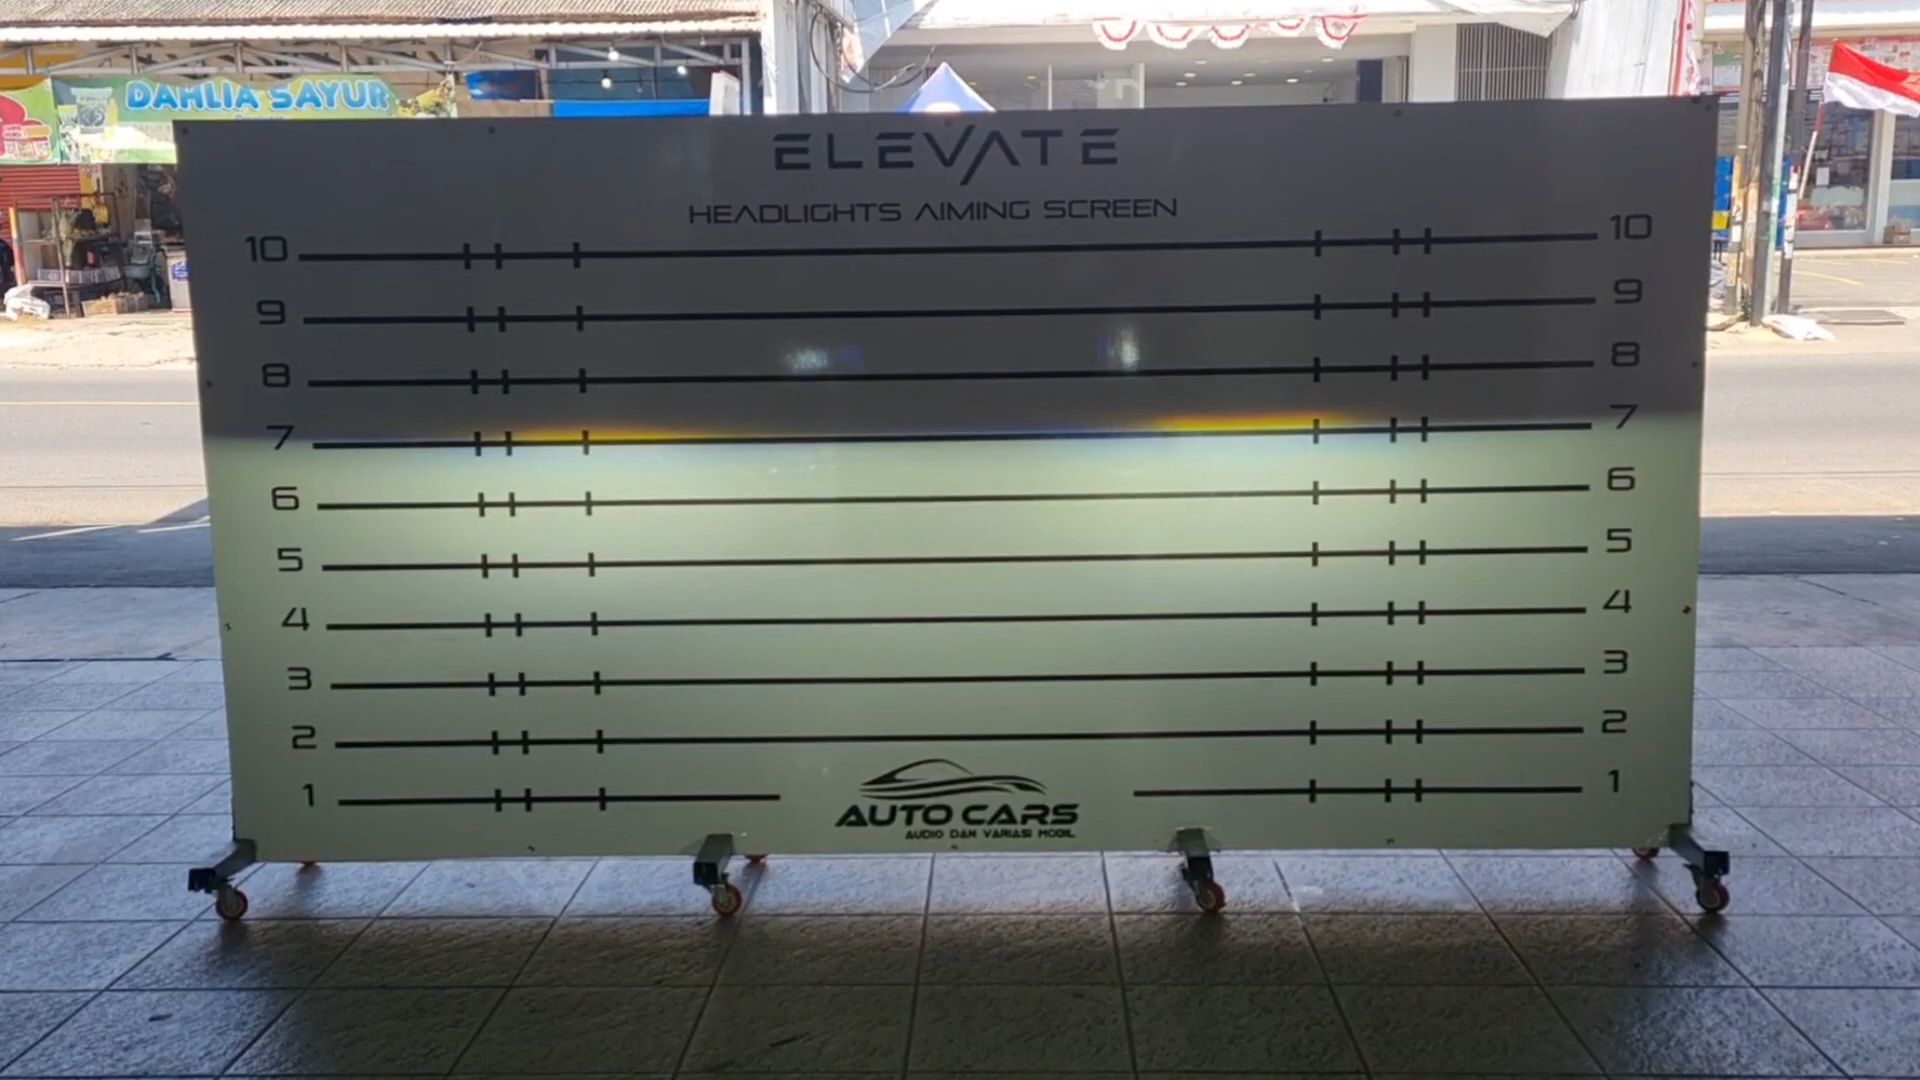 DAHLIA SAYUR
ELEVATE
HEADLIGHTS AIMING SCREEN
10 10
9 9
8 8
7 7
6 6
5 5
4 4
3 3
2 2
1 1
AUTO CARS
AUDIO DAN VARIASI MOBIL